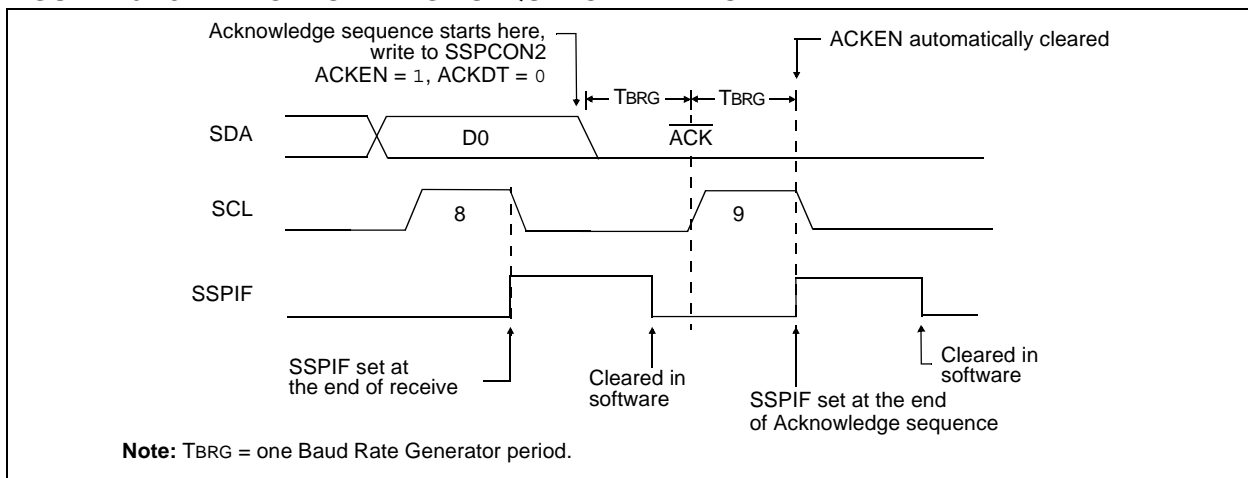 Acknowledge sequence starts here,
write to SSPCON2
ACKEN = 1, ACKDT = 0
ACKEN automatically cleared
TBRG
TBRG
SDA
D0
ACK
SCL
8
9
SSPIF
SSPIF set at
the end of receive
Cleared in
software
SSPIF set at the end
of Acknowledge sequence
Cleared in
software
Note: TBRG = one Baud Rate Generator period.